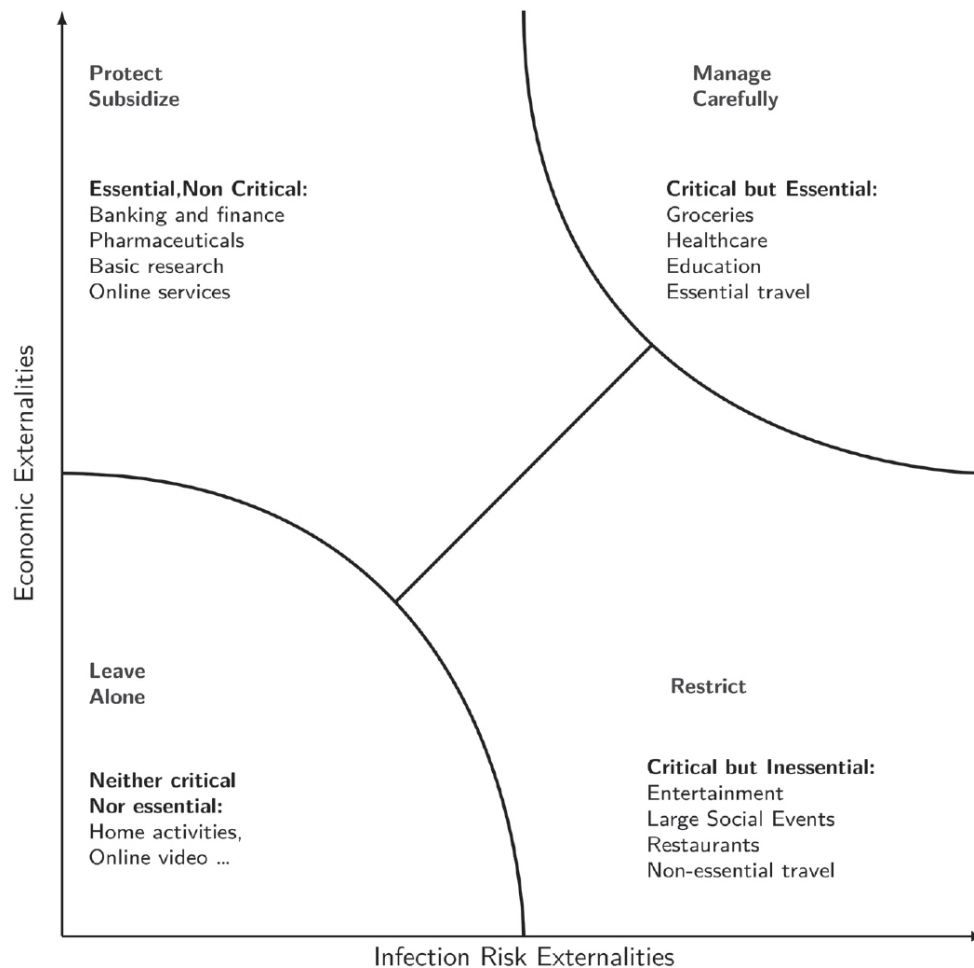 Protect
Subsidize
Manage
Carefully
Essential,Non Critical:
Banking and finance
Pharmaceuticals
Basic research
Online services
Critical but Essential:
Groceries
Healthcare
Education
Essential travel
Economic Externalities
Leave
Alone
Restrict
Neither critical
Nor essential:
Home activities,
Online video ...
Critical but Inessential:
Entertainment
Large Social Events
Restaurants
Non-essential travel
Infection Risk Externalities